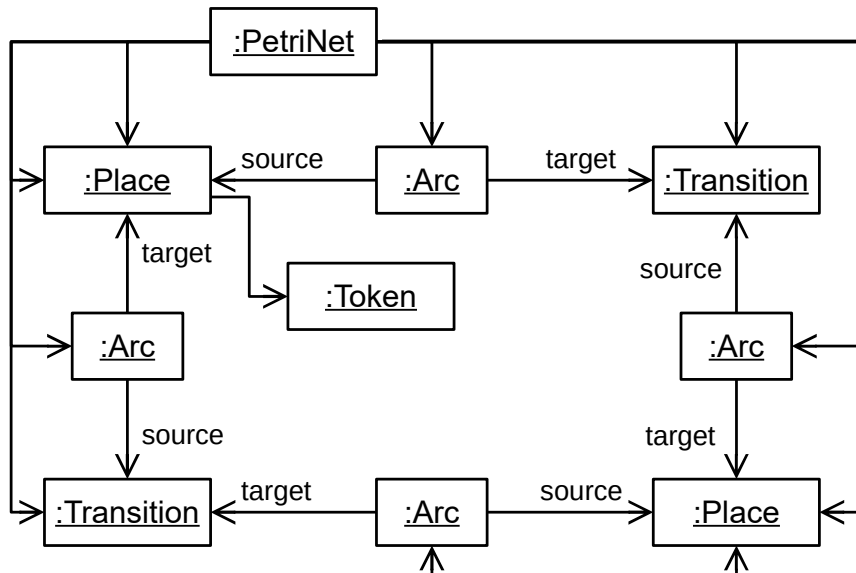 :PetriNet
:Place
source
:Arc
target
:Transition
target
source
:Token
:Arc
:Arc
source
target
:Transition
target
:Arc
source
:Place